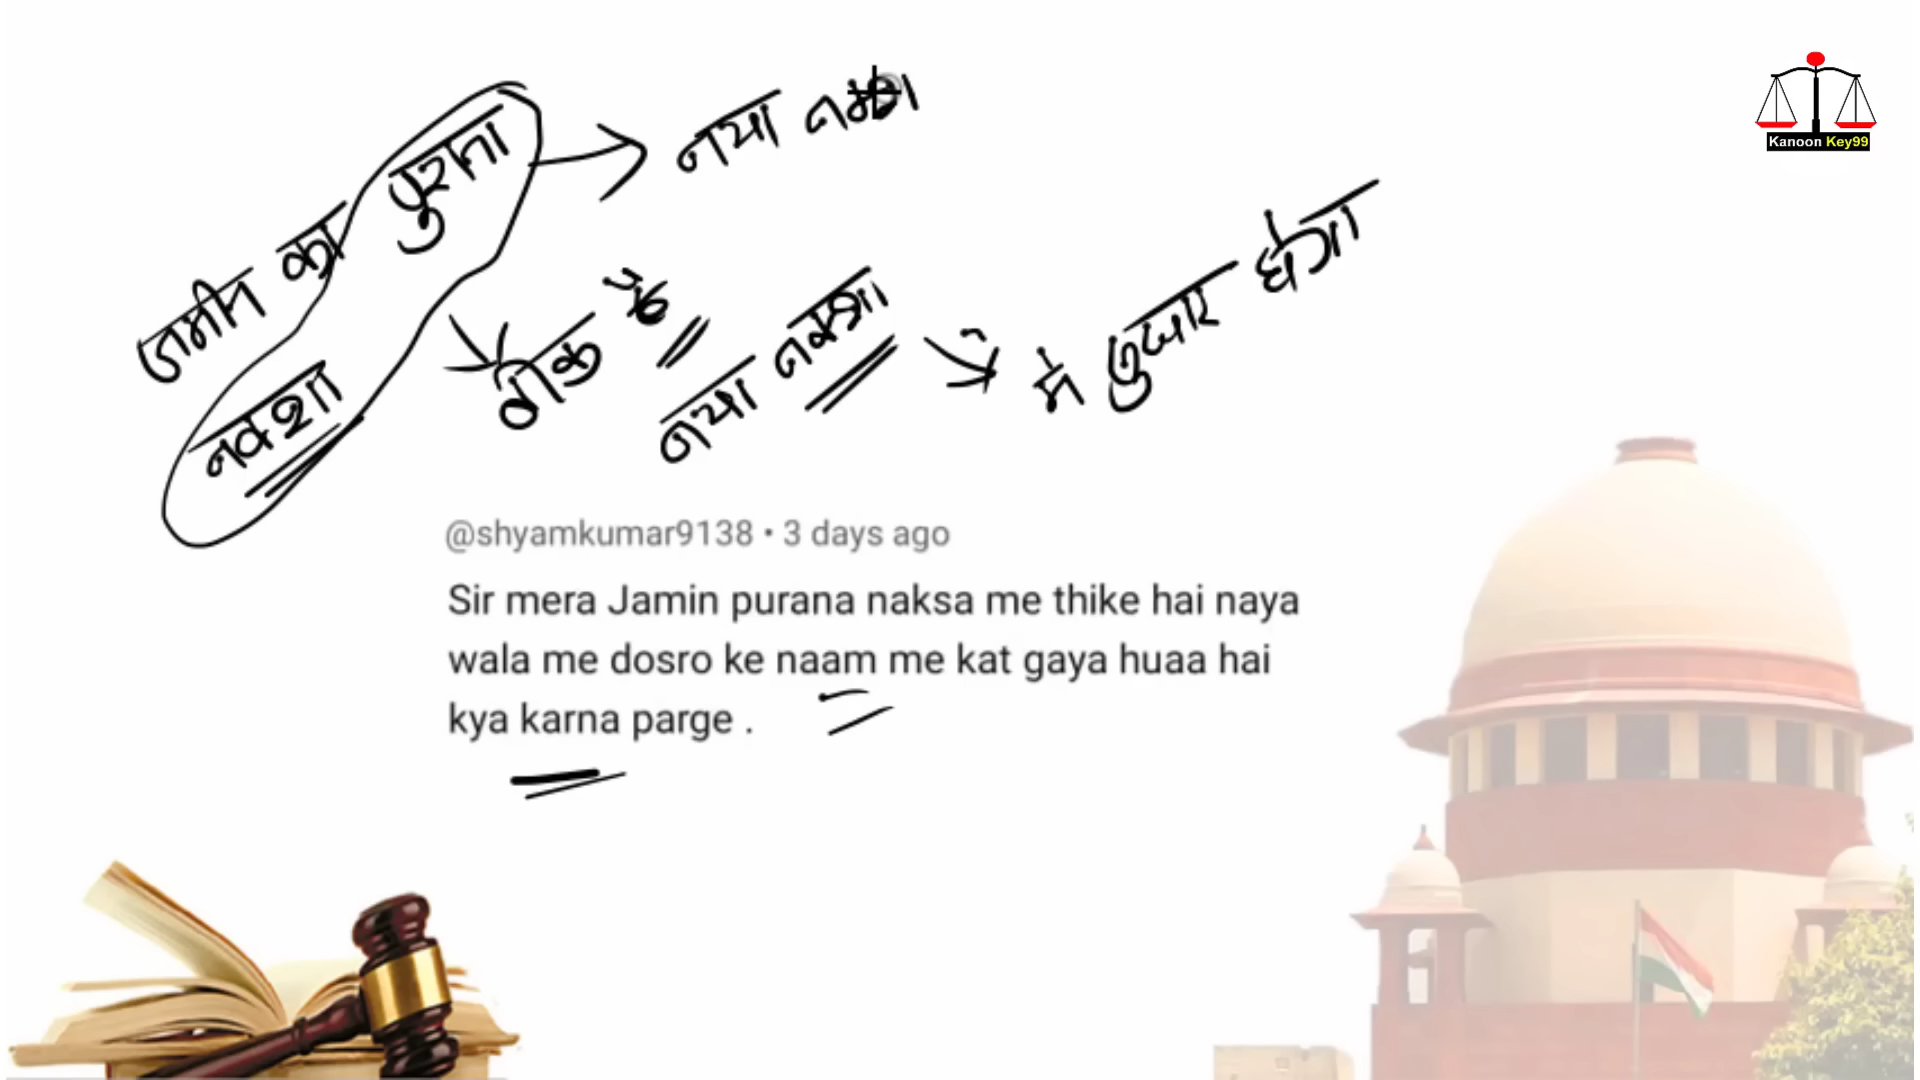 जमीन का पुराना
नक्शा
नया नक्शा
ठीक है
नया नक्शा
में सुधार होगा
Kanoon Key99
@shyamkumar9138 • 3 days ago
Sir mera Jamin purana naksa me thike hai naya
wala me dosro ke naam me kat gaya huaa hai
kya karna parge .